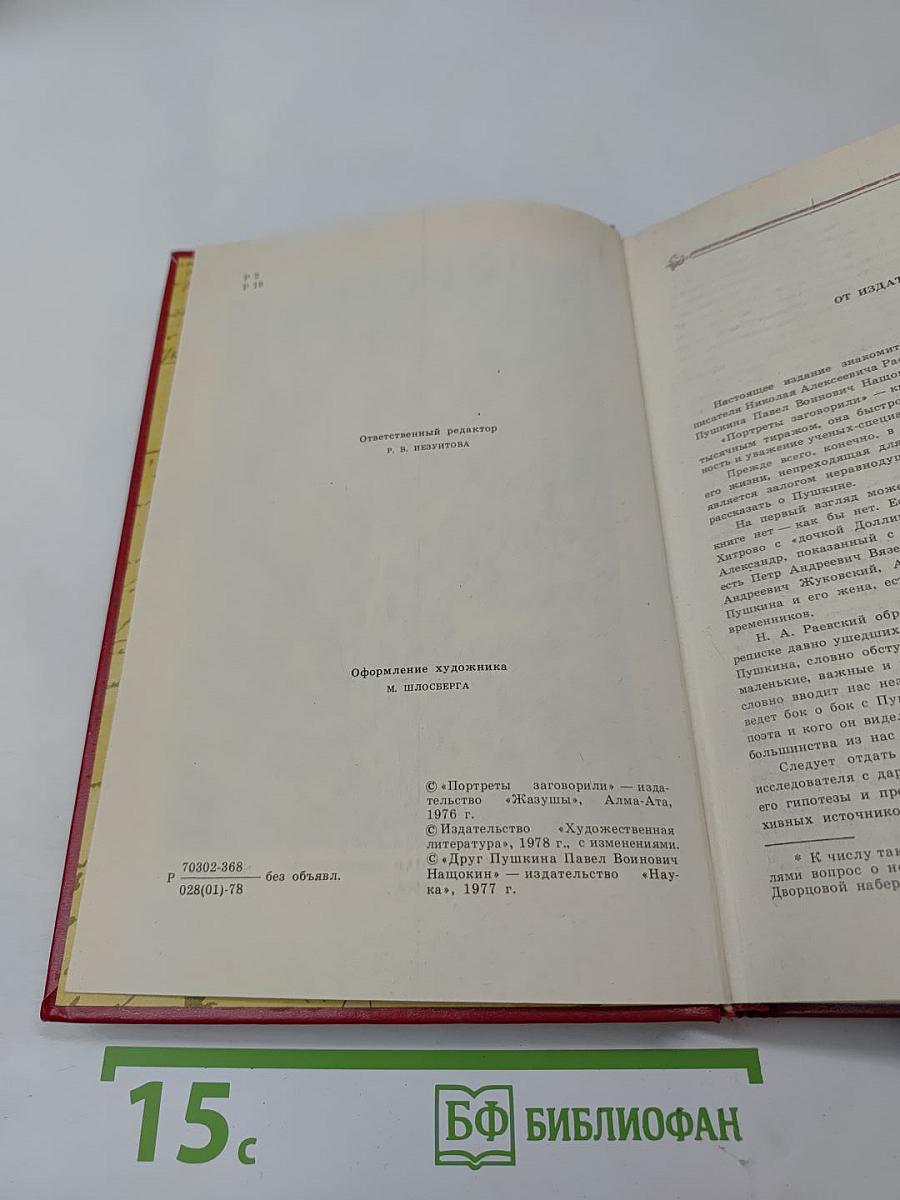 Р 2
Р 16
Ответственный редактор
Р. В. ИЕЗУИТОВА
Оформление художника
М. ШЛОСБЕРГА
Р 70302-368 без объявл.
028(01)-78
© «Портреты заговорили» — изда-
тельство «Жазушы», Алма-Ата,
1976 г.
© Издательство «Художественная
литература», 1978 г., с изменениями.
© «Друг Пушкина Павел Воинович
Нащокин» — издательство «Нау-
ка», 1977 г.
ОТ ИЗДАТ
Настоящее издание знакомит
писателя Николая Алексеевича Ра
Пушкина Павел Воинович Нащо
«Портреты заговорили» — к
тысячным тиражом, она быстро
ность и уважение ученых-специа
Прежде всего, конечно, в
его жизни, непреходящая для
является залогом неравнодуш
рассказать о Пушкине.
На первый взгляд може
книге нет — как бы нет. Ес
Хитрово с «дочкой Долли
Александр, показанный с
есть Петр Андреевич Вязе
Андреевич Жуковский, А
Пушкина и его жена, ес
временников.
Н. А. Раевский обр
реписке давно ушедших
Пушкина, словно обсту
маленькие, важные и
словно вводит нас нез
ведет бок о бок с Пу
поэта и кого он видел
большинства из нас
Следует отдать
исследователя с дар
его гипотезы и пре
хивных источнико
* К числу так
лями вопрос о не
Дворцовой набер
15 с
БФ БИБЛИОФАН